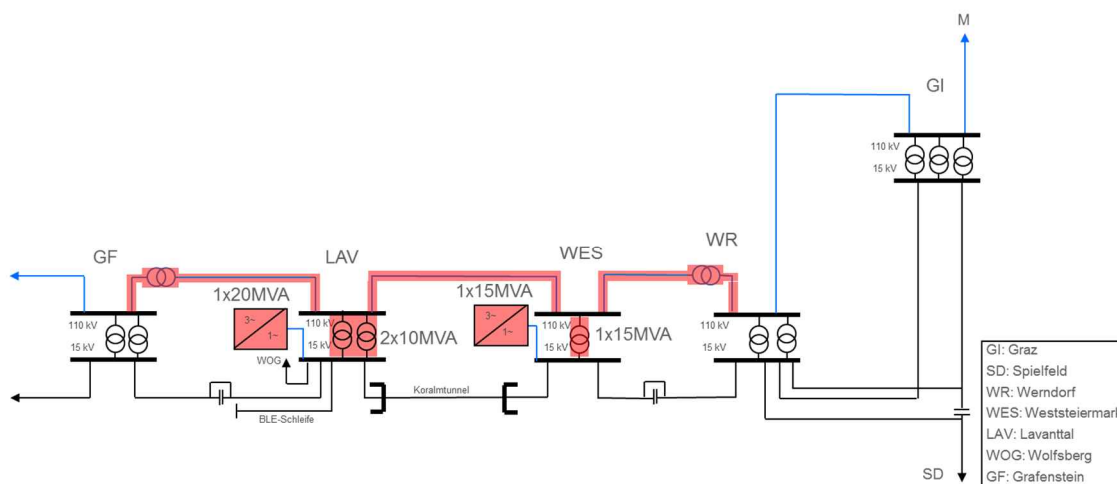 M
GI
110 kV
15 kV
GF
LAV
WES
WR
1x20MVA
1x15MVA
3~
1~
3~
1~
110 kV
15 kV
110 kV
15 kV
2x10MVA
110 kV
15 kV
1x15MVA
110 kV
15 kV
WOG
BLE-Schleife
Koralmtunnel
SD
GI: Graz
SD: Spielfeld
WR: Werndorf
WES: Weststeiermark
LAV: Lavanttal
WOG: Wolfsberg
GF: Grafenstein